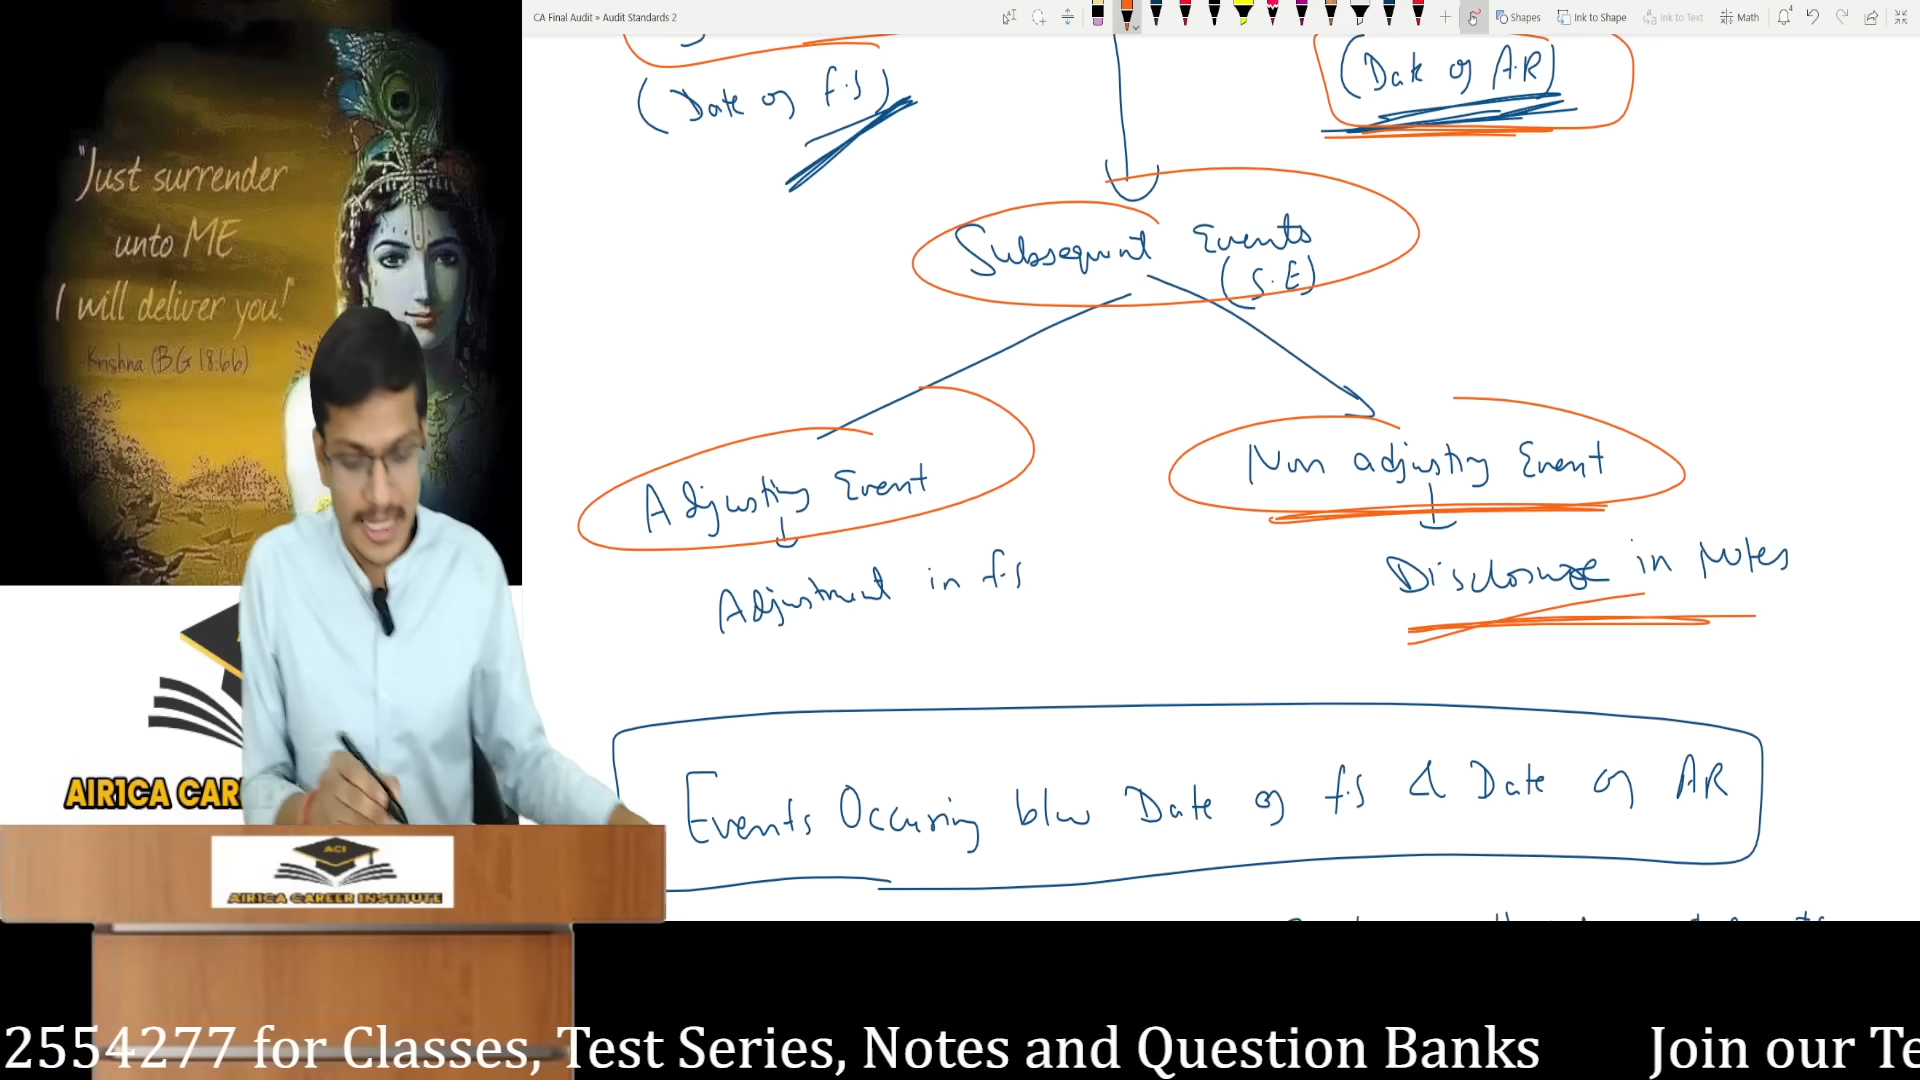 CA Final Audit » Audit Standards 2
Shapes
Ink to Shape
Ink to Text
Math
(Date of F.S)
(Date of A.R)
"Just surrender
unto ME
I will deliver you!"
- Krishna (B.G 18:66)
Subsequent Events
(S.E)
Adjusting Event
Non adjusting Event
Adjustment in F.S
Disclosure in Notes
Events Occuring b/w Date of F.S & Date of AR
AIR1CA CAR
ACI
AIR1CA CAREER INSTITUTE
2554277 for Classes, Test Series, Notes and Question Banks
Join our Te